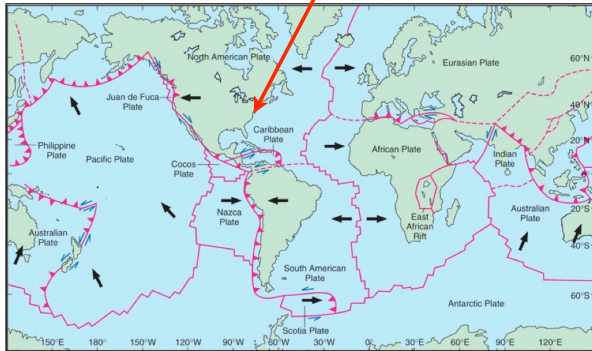 North American Plate
Eurasian Plate
60°N
Juan de Fuca
Plate
40°N
Caribbean
Plate
Philippine
Plate
Pacific Plate
Cocos
Plate
African Plate
Indian
Plate
20°N
0°
Nazca
Plate
East
African
Rift
Australian
Plate
Australian
Plate
20°S
40°S
South American
Plate
Antarctic Plate
60°S
Scotia Plate
150°E
180°
150°W
120°W
90°W
60°W
30°W
0°
30°E
60°E
90°E
120°E